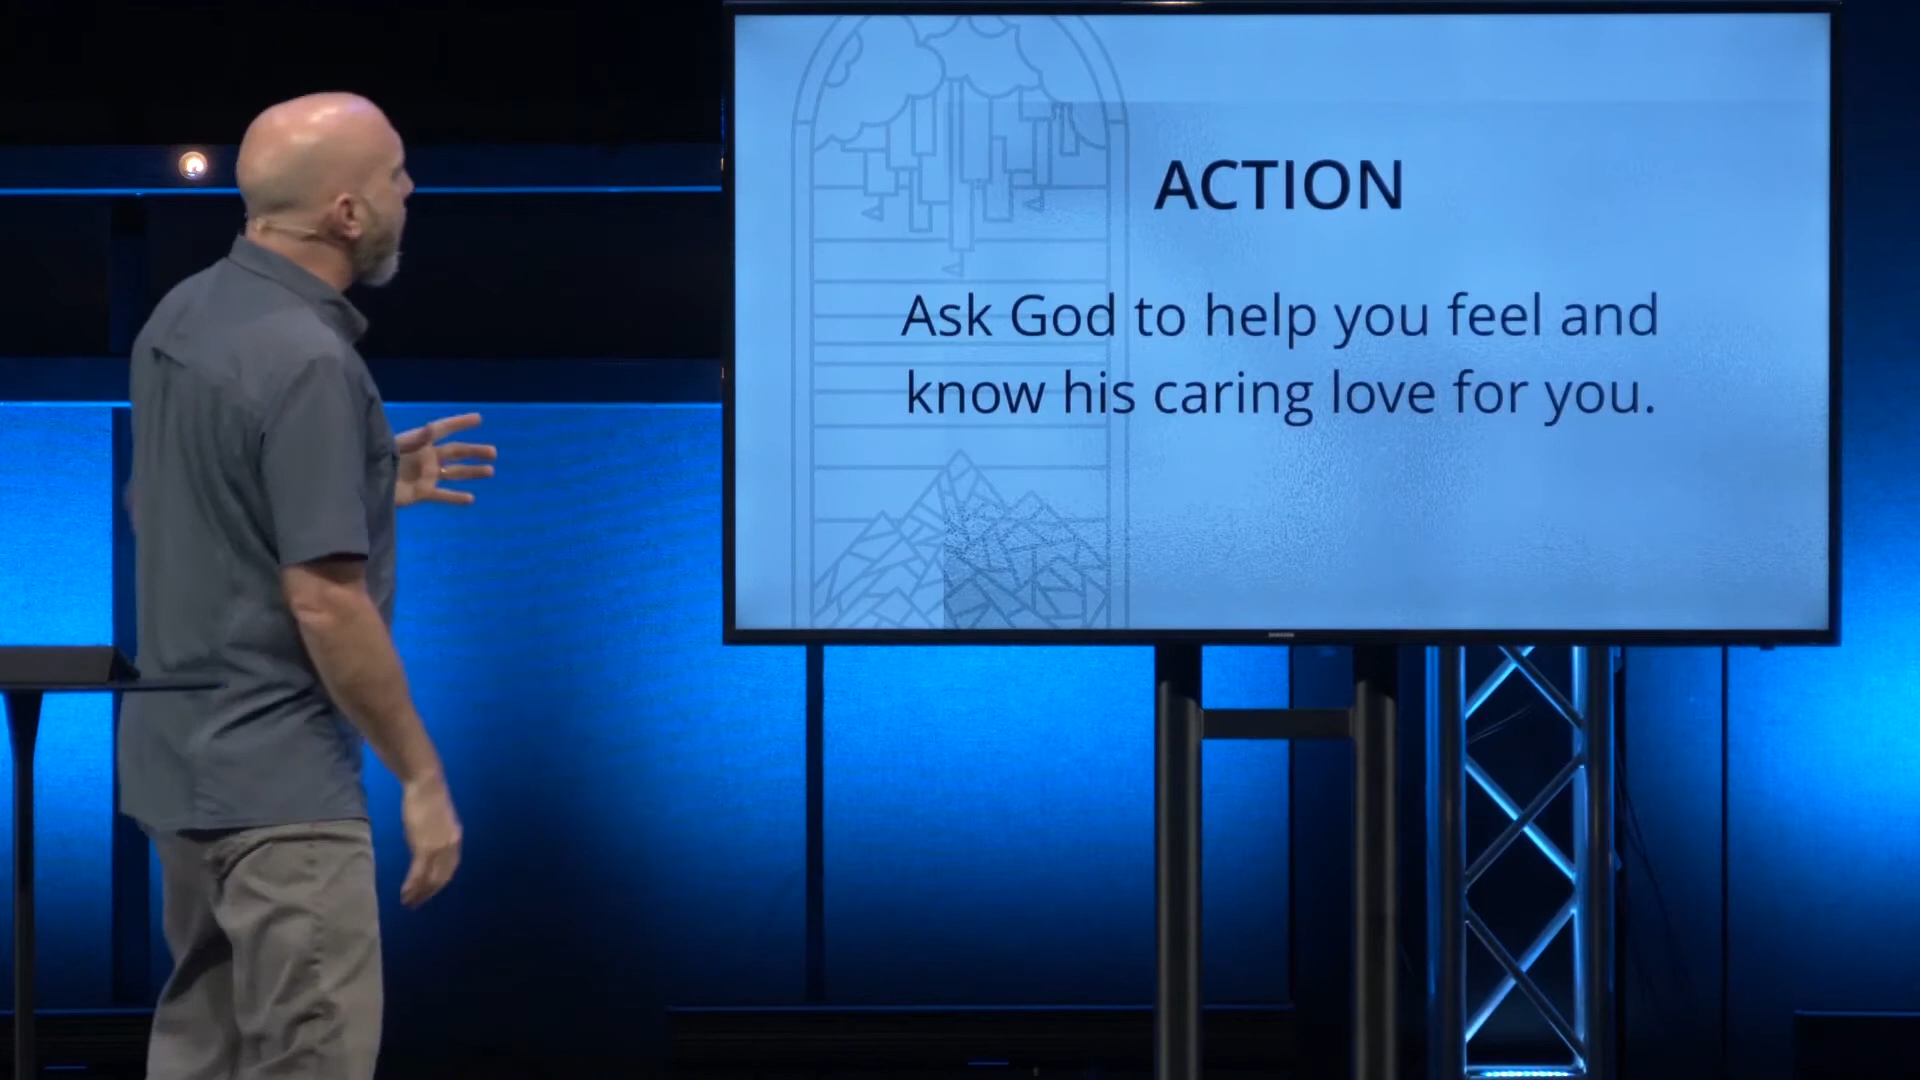 ACTION
Ask God to help you feel and
know his caring love for you.